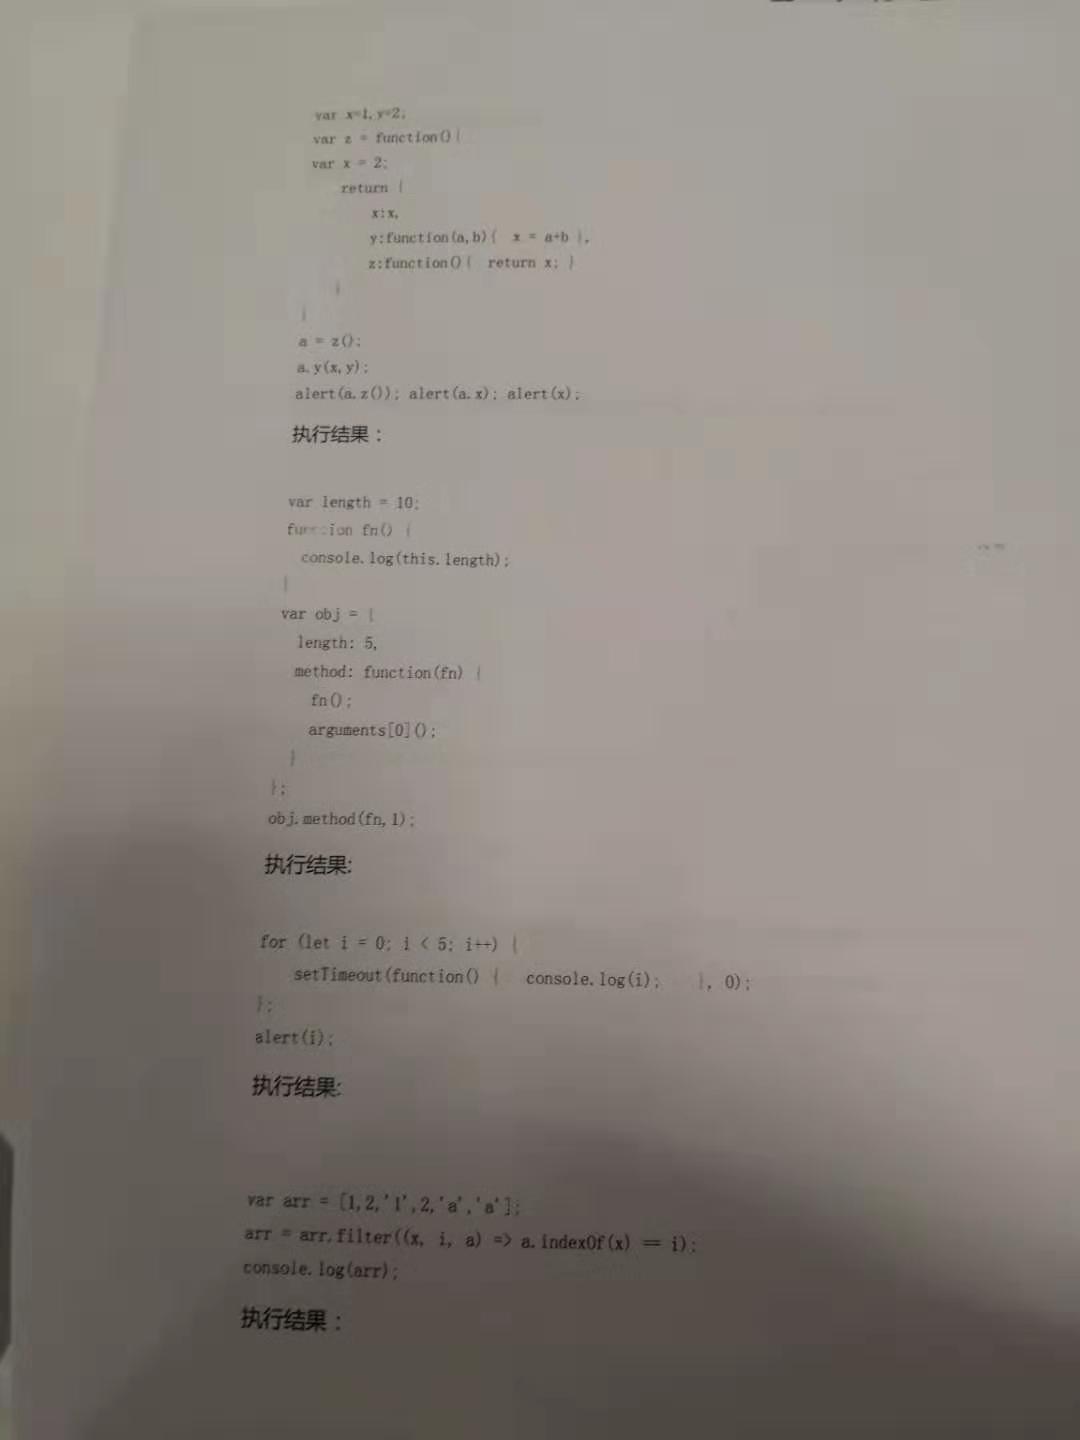 var x=1,y=2;
var z = function(){
var x = 2;
return {
x:x,
y:function(a,b){ x = a+b },
z:function(){ return x; }
}
}
a = z();
a.y(x,y);
alert(a.z()); alert(a.x); alert(x);
执行结果：
var length = 10;
function fn() {
console.log(this.length);
}
var obj = {
length: 5,
method: function(fn) {
fn();
arguments[0]();
}
};
obj.method(fn,1);
执行结果:
for (let i = 0; i < 5; i++) {
setTimeout(function() { console.log(i); }, 0);
};
alert(i);
执行结果:
var arr = [1,2,'1',2,'a','a'];
arr = arr.filter((x, i, a) => a.indexOf(x) == i);
console.log(arr);
执行结果：